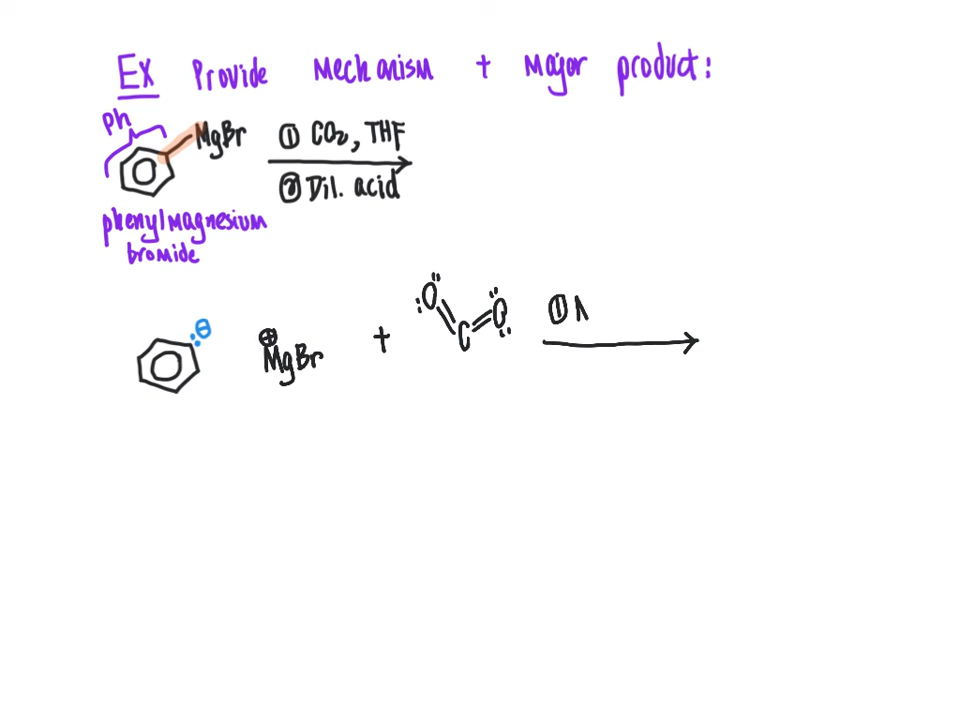 Ex Provide Mechanism + Major product:
Ph
MgBr ① CO₂, THF
② Dil. acid
phenylmagnesium
bromide
:⊖ ⊕MgBr + :Ö=C=Ö: ①